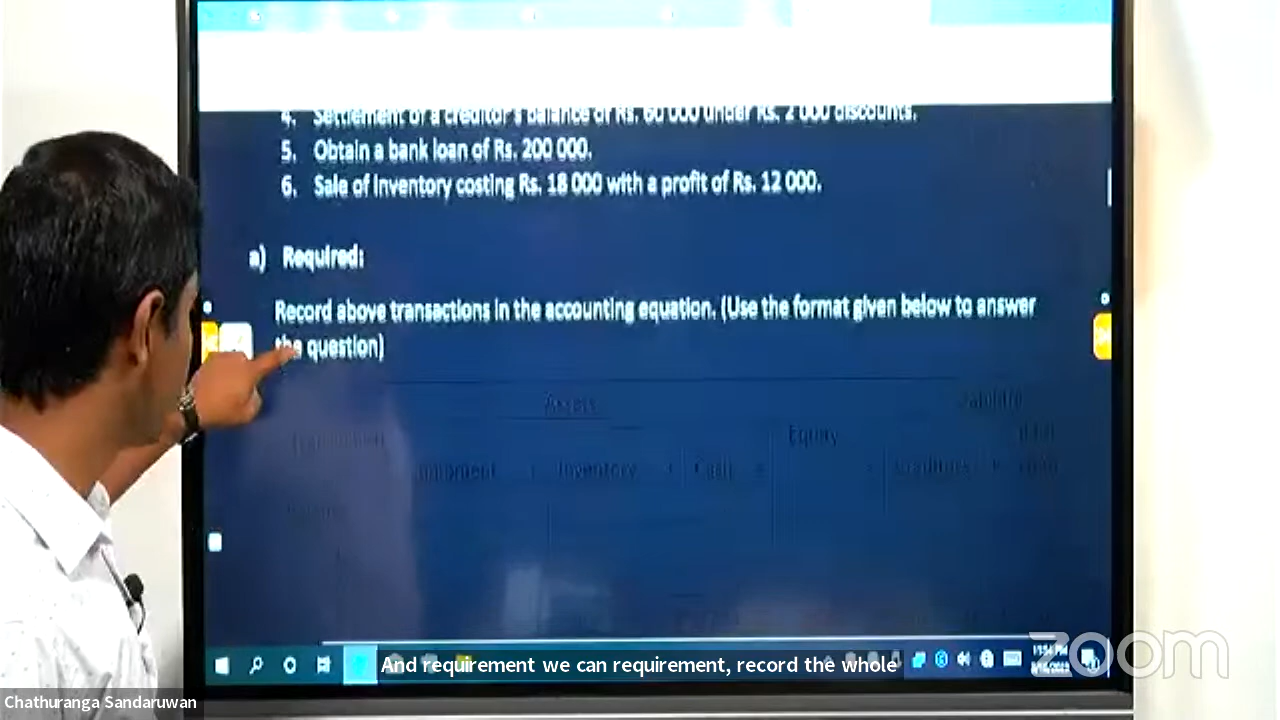 4. Settlement of a creditor's balance of Rs. 60 000 under Rs. 2 000 discounts.
5. Obtain a bank loan of Rs. 200 000.
6. Sale of Inventory costing Rs. 18 000 with a profit of Rs. 12 000.
a) Required:
Record above transactions in the accounting equation. (Use the format given below to answer
the question)
Assets
Equity
Inventory + Cash =
And requirement we can requirement, record the whole
zoom
Chathuranga Sandaruwan